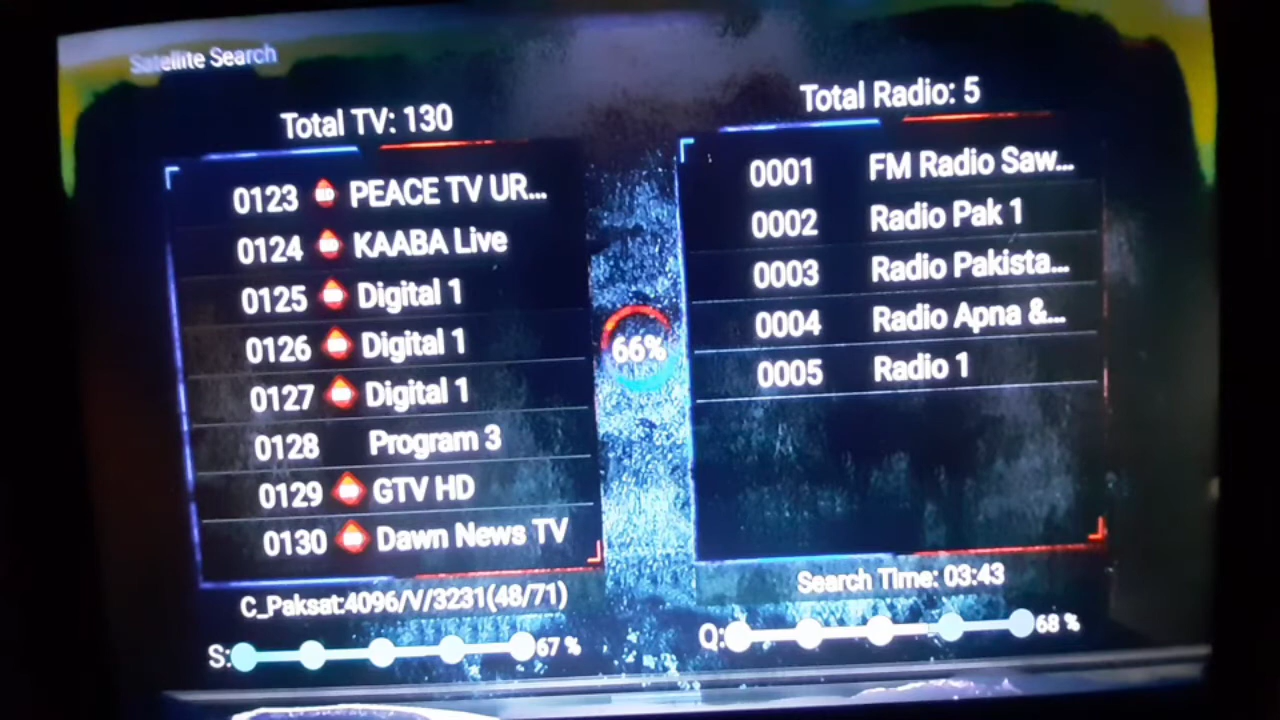 Satellite Search
Total TV: 130
0123 PEACE TV UR...
0124 KAABA Live
0125 Digital 1
0126 Digital 1
0127 Digital 1
0128 Program 3
0129 GTV HD
0130 Dawn News TV
C_Paksat:4096/V/3231(48/71)
S: 67 %
66%
Total Radio: 5
0001 FM Radio Saw...
0002 Radio Pak 1
0003 Radio Pakista...
0004 Radio Apna &...
0005 Radio 1
Search Time: 03:43
Q: 68 %